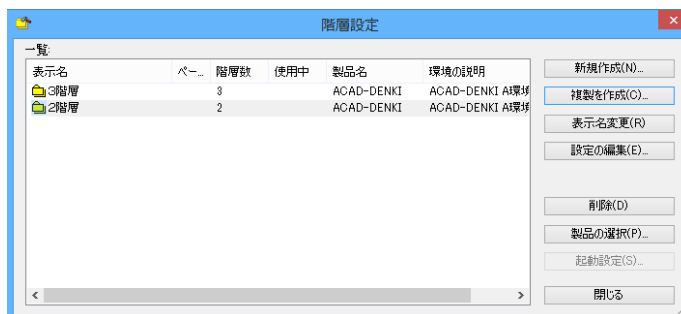 階層設定
一覧:
表示名 ペー... 階層数 使用中 製品名 環境の説明
3階層 3 ACAD-DENKI ACAD-DENKI A環境
2階層 2 ACAD-DENKI ACAD-DENKI A環境
新規作成(N)...
複製を作成(C)...
表示名変更(R)
設定の編集(E)...
削除(D)
製品の選択(P)...
起動設定(S)...
閉じる